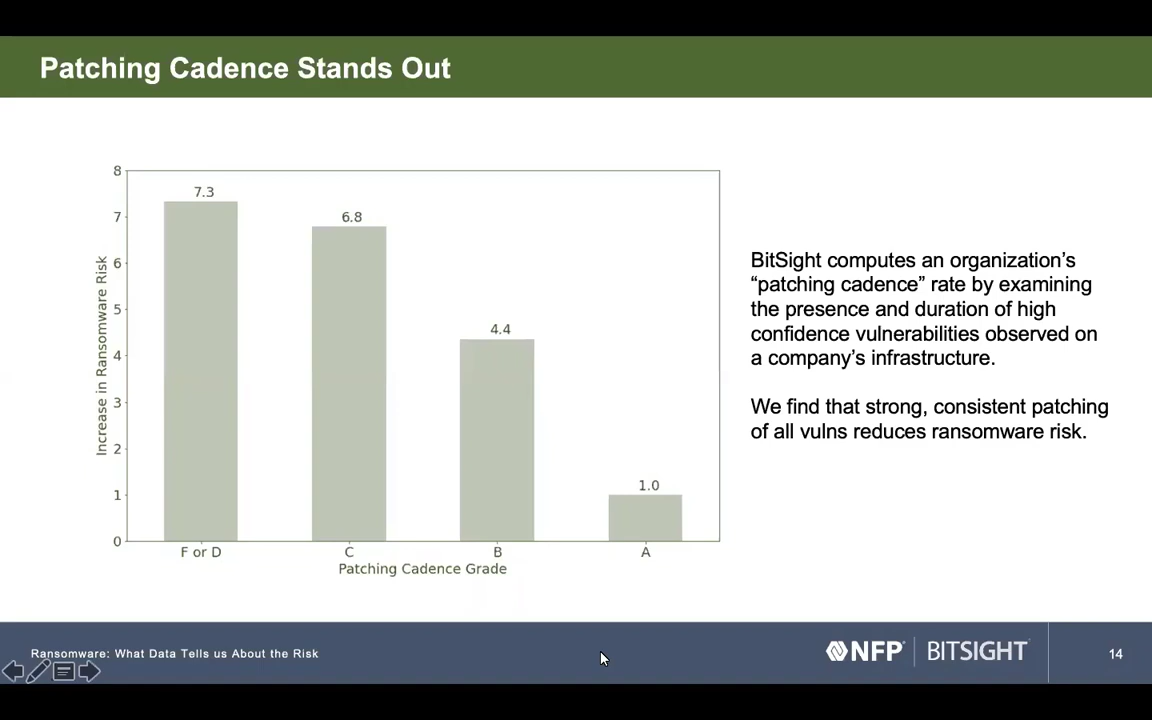 Patching Cadence Stands Out
8
7
6
5
4
3
2
1
0
Increase in Ransomware Risk
7.3
6.8
4.4
1.0
F or D
C
B
A
Patching Cadence Grade
BitSight computes an organization’s
“patching cadence” rate by examining
the presence and duration of high
confidence vulnerabilities observed on
a company’s infrastructure.
We find that strong, consistent patching
of all vulns reduces ransomware risk.
Ransomware: What Data Tells us About the Risk
NFP
BITSIGHT
14